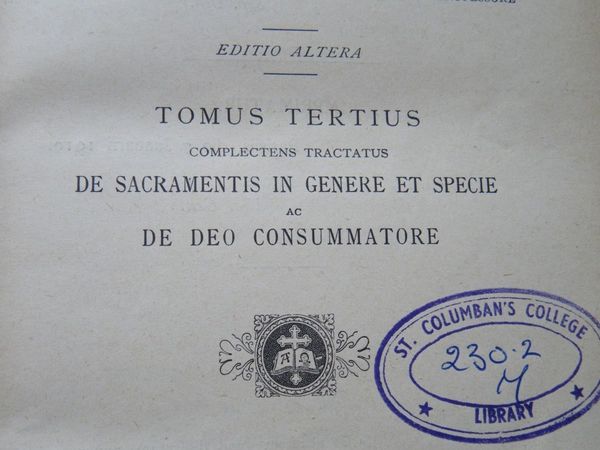 EDITIO ALTERA
TOMUS TERTIUS
COMPLECTENS TRACTATUS
DE SACRAMENTIS IN GENERE ET SPECIE
AC
DE DEO CONSUMMATORE
Α Ω
ST. COLUMBAN'S COLLEGE
230.2
M
LIBRARY